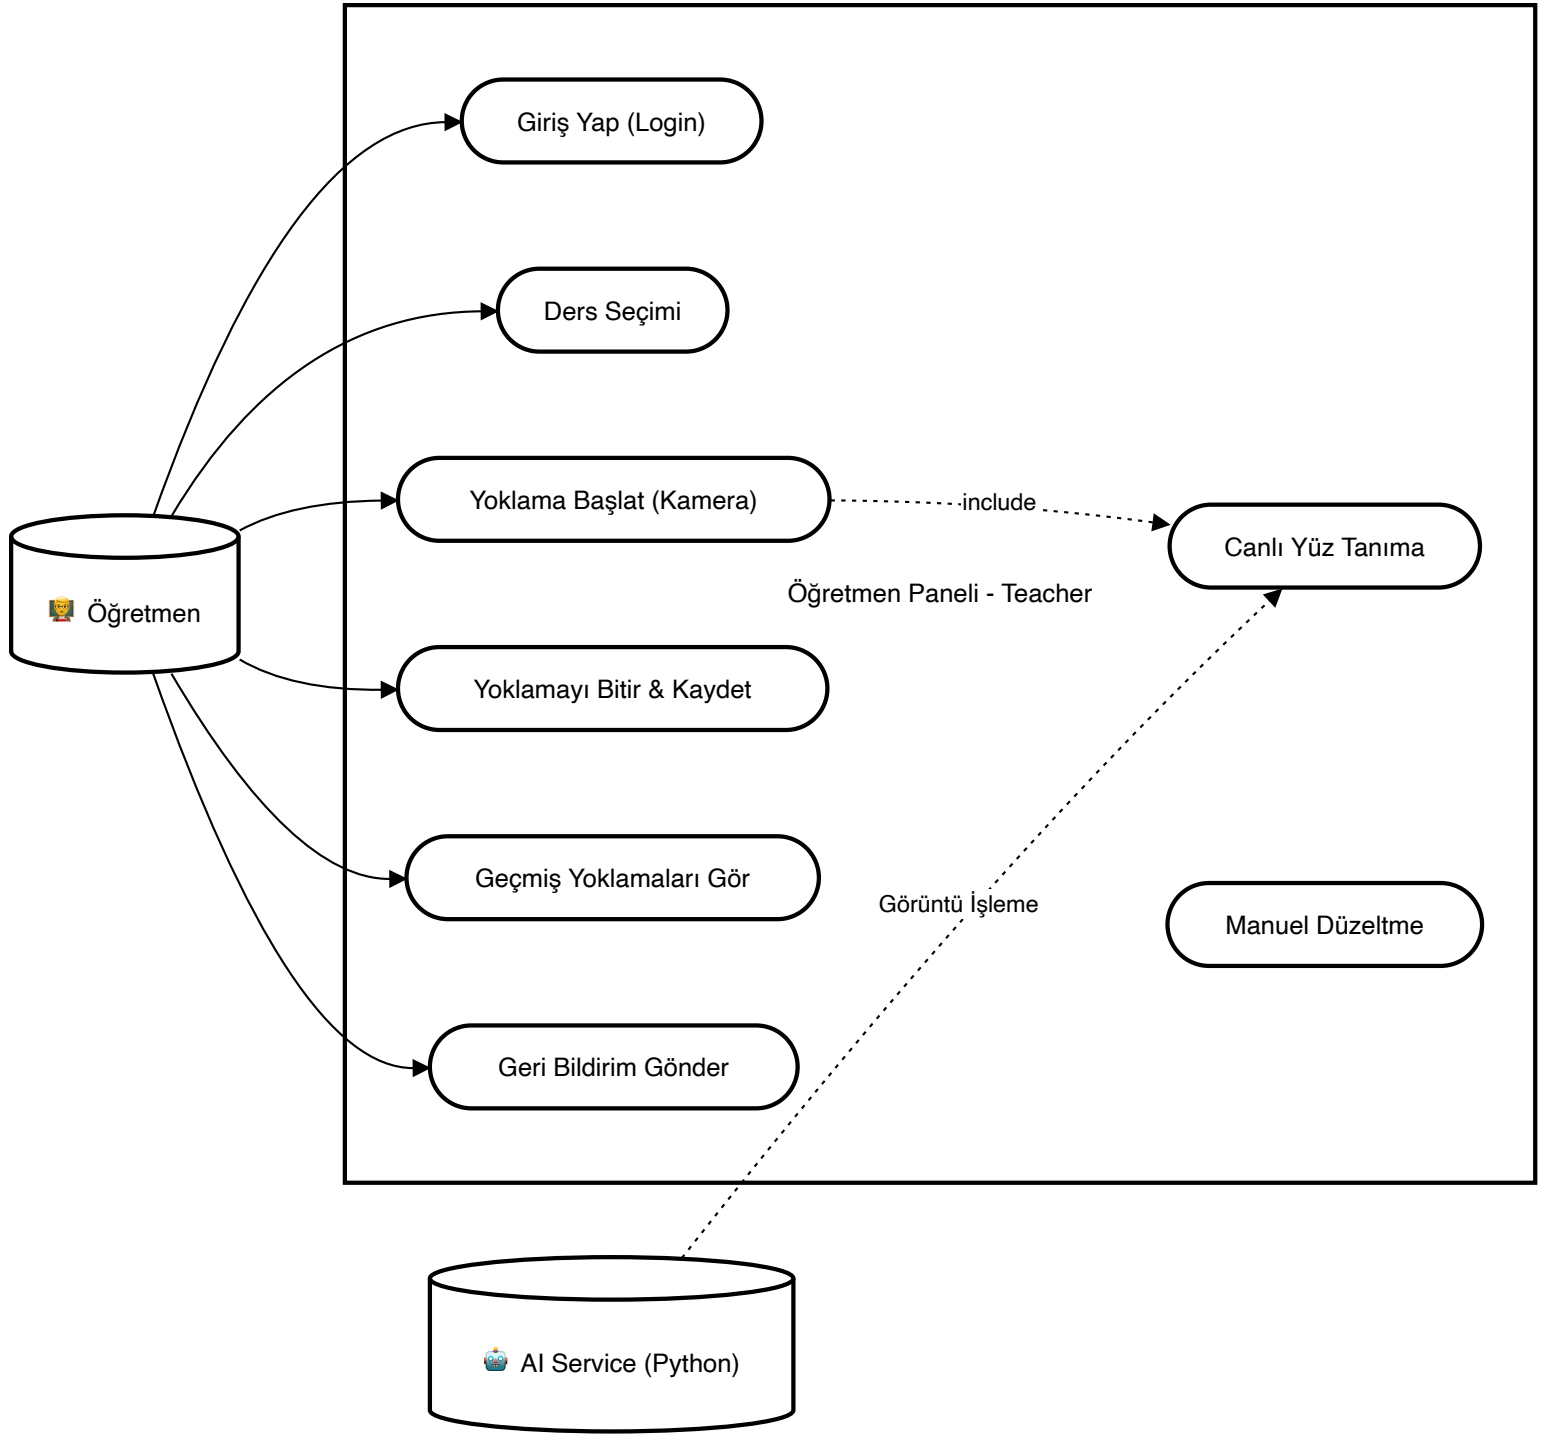 Giriş Yap (Login)
Ders Seçimi
Yoklama Başlat (Kamera)
include
Canlı Yüz Tanıma
Öğretmen Paneli - Teacher
Öğretmen
Yoklamayı Bitir & Kaydet
Geçmiş Yoklamaları Gör
Görüntü İşleme
Manuel Düzeltme
Geri Bildirim Gönder
AI Service (Python)